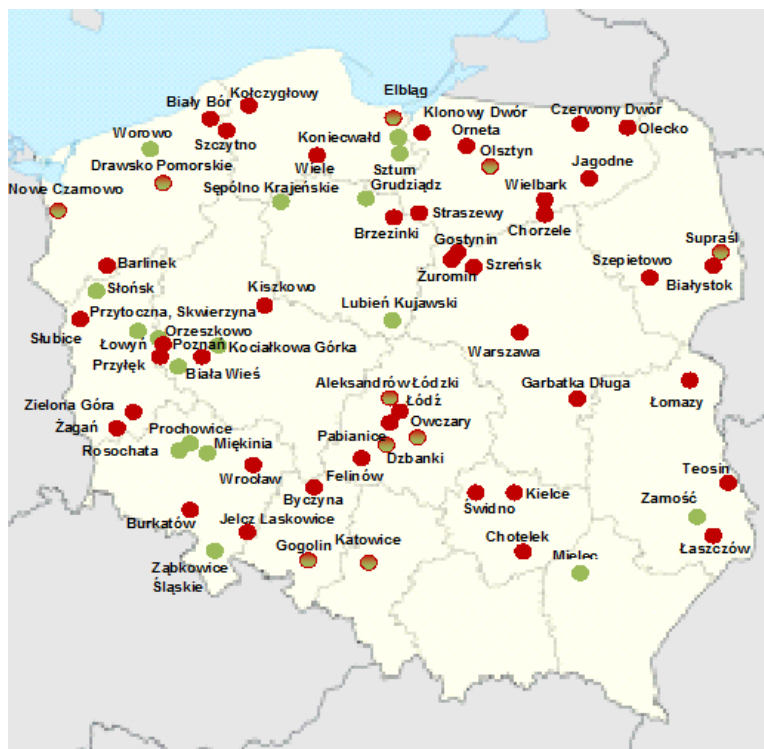 Kołczygłowy
Elbląg
Biały Bór
Klonowy Dwór
Czerwony Dwór
Worowo
Szczytno
Koniecwałd
Orneta
Olecko
Drawsko Pomorskie
Wiele
Sztum
Olsztyn
Jagodne
Nowe Czarnowo
Sępólno Krajeńskie
Grudziądz
Wielbark
Straszewy
Brzezinki
Chorzele
Supraśl
Gostynin
Barlinek
Żuromin
Szreńsk
Szepietowo
Białystok
Słońsk
Kiszkowo
Przytoczna, Skwierzyna
Lubień Kujawski
Słubice
Orzeszkowo
Łowyń
Poznań
Kociałkowa Górka
Warszawa
Przyłęk
Biała Wieś
Aleksandrów Łódzki
Garbatka Długa
Łomazy
Zielona Góra
Łódź
Żagań
Prochowice
Owczary
Rosochata
Miękinia
Pabianice
Dzbanki
Wrocław
Felinów
Teosin
Byczyna
Świdno
Kielce
Zamość
Burkatów
Jelcz Laskowice
Gogolin
Katowice
Chotelek
Mielec
Łaszczów
Ząbkowice
Śląskie